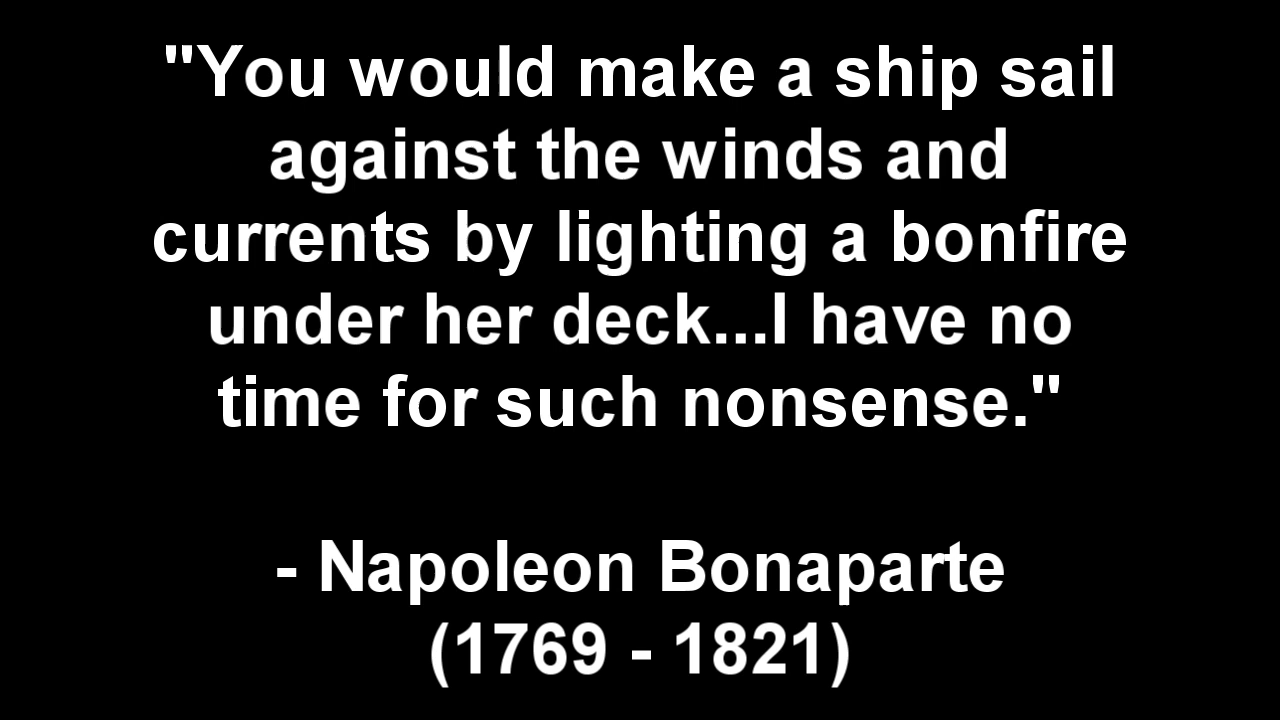 "You would make a ship sail
against the winds and
currents by lighting a bonfire
under her deck...I have no
time for such nonsense."
- Napoleon Bonaparte
(1769 - 1821)